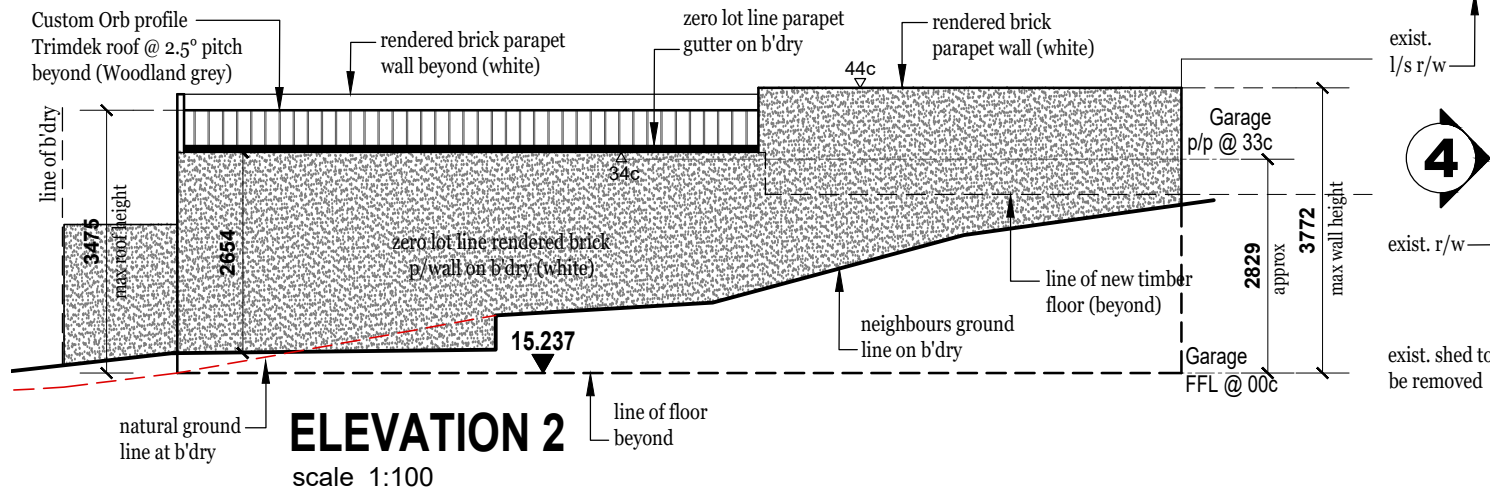 Custom Orb profile
Trimdek roof @ 2.5° pitch
beyond (Woodland grey)
rendered brick parapet
wall beyond (white)
zero lot line parapet
gutter on b'dry
rendered brick
parapet wall (white)
44c
exist.
l/s r/w
line of b'dry
Garage
p/p @ 33c
4
34c
3475
max roof height
2654
zero lot line rendered brick
p/wall on b'dry (white)
2829
approx
3772
max wall height
exist. r/w
line of new timber
floor (beyond)
neighbours ground
line on b'dry
15.237
Garage
FFL @ 00c
exist. shed to
be removed
natural ground
line at b'dry
line of floor
beyond
ELEVATION 2
scale 1:100